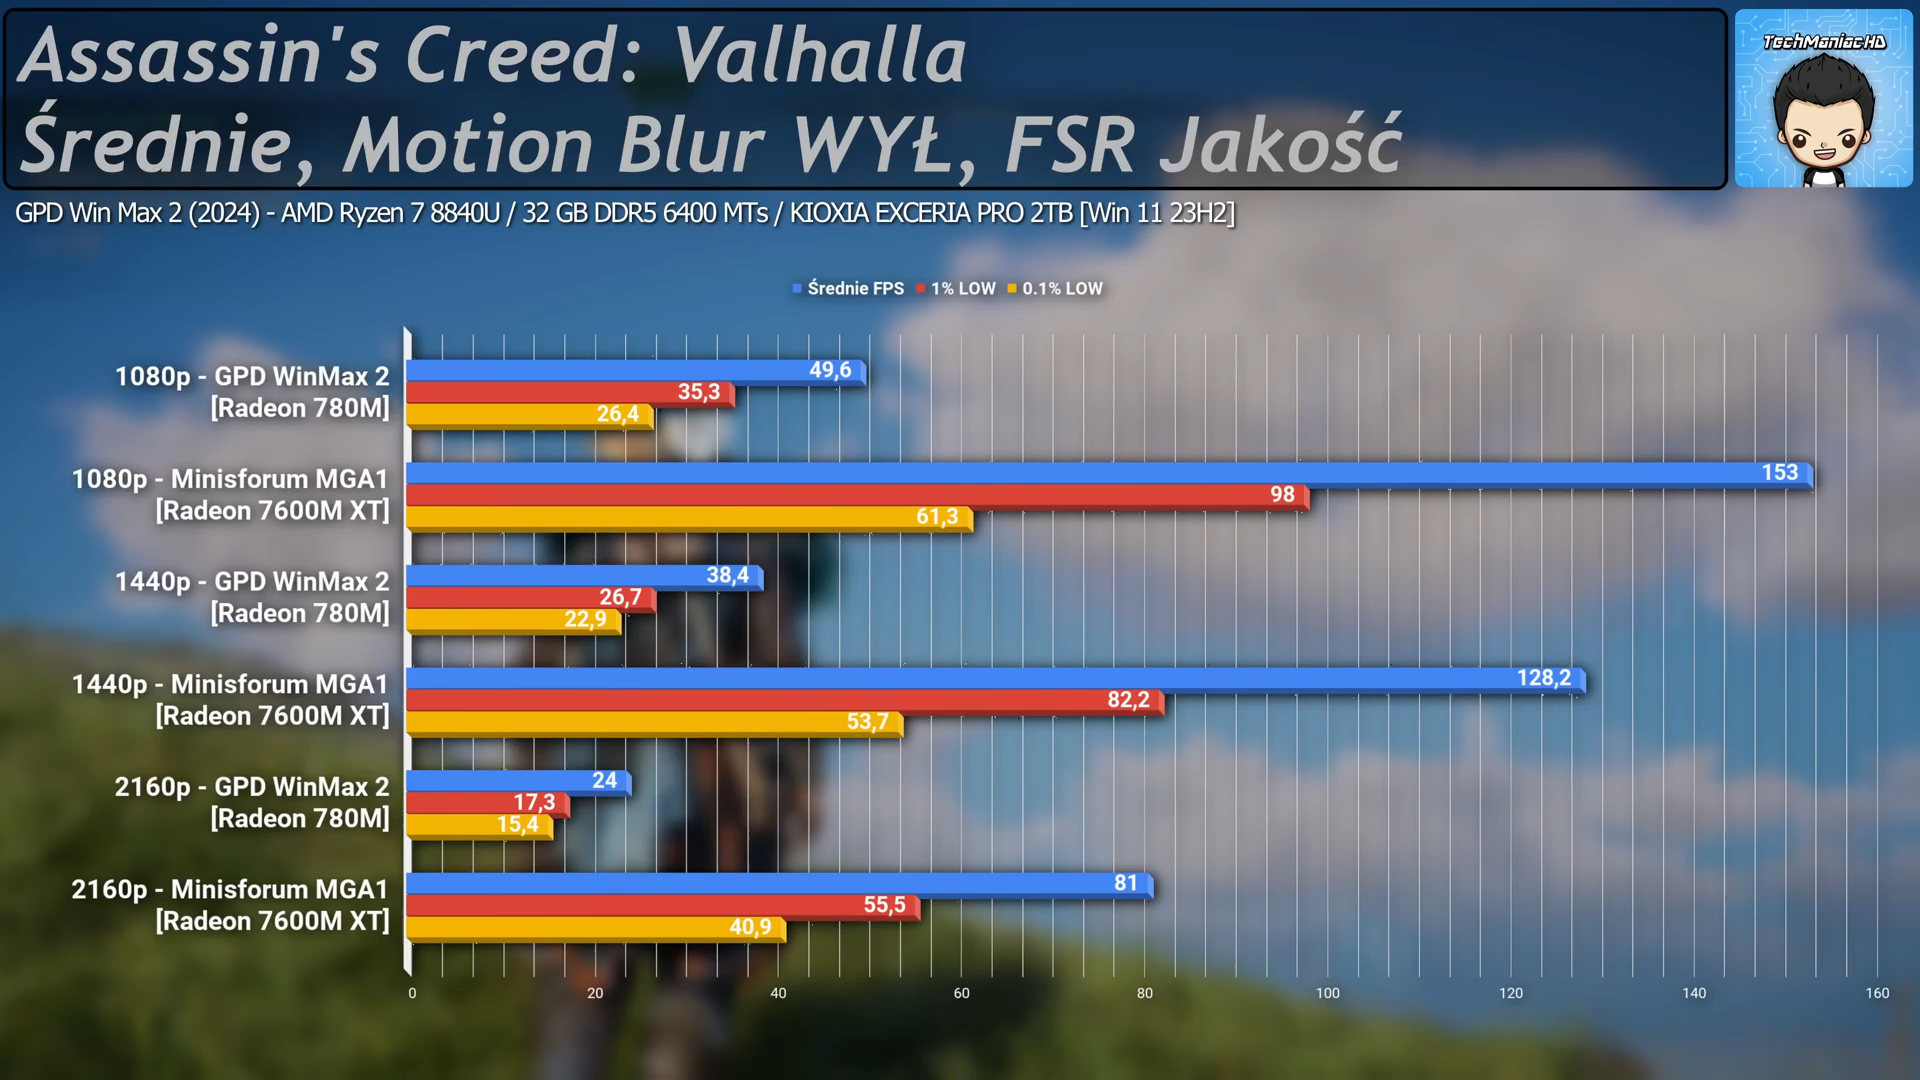 Assassin's Creed: Valhalla
Średnie, Motion Blur WYŁ, FSR Jakość
TechManiacHD
GPD Win Max 2 (2024) - AMD Ryzen 7 8840U / 32 GB DDR5 6400 MTs / KIOXIA EXCERIA PRO 2TB [Win 11 23H2]
Średnie FPS 1% LOW 0.1% LOW
1080p - GPD WinMax 2
[Radeon 780M]
49,6
35,3
26,4
1080p - Minisforum MGA1
[Radeon 7600M XT]
153
98
61,3
1440p - GPD WinMax 2
[Radeon 780M]
38,4
26,7
22,9
1440p - Minisforum MGA1
[Radeon 7600M XT]
128,2
82,2
53,7
2160p - GPD WinMax 2
[Radeon 780M]
24
17,3
15,4
2160p - Minisforum MGA1
[Radeon 7600M XT]
81
55,5
40,9
0 20 40 60 80 100 120 140 160